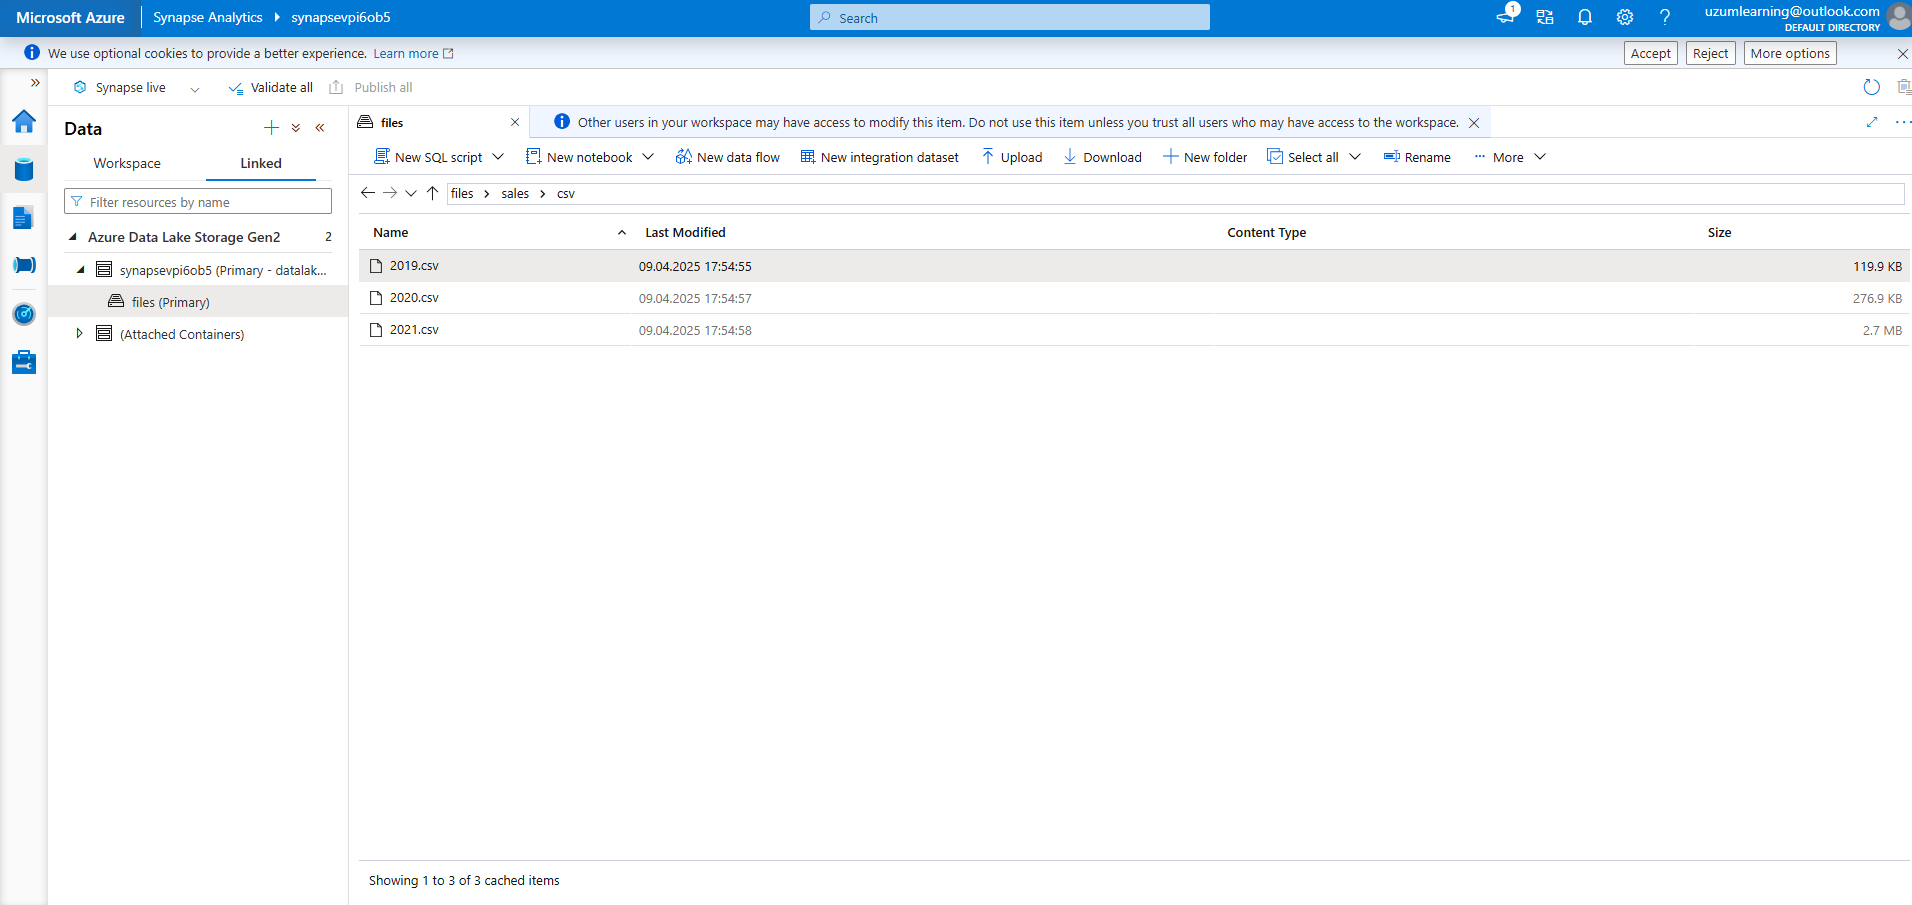 Microsoft Azure
Synapse Analytics
synapsevpi6ob5
Search
1
uzumlearning@outlook.com
DEFAULT DIRECTORY
We use optional cookies to provide a better experience. Learn more
Accept
Reject
More options
Synapse live
Validate all
Publish all
Data
Workspace
Linked
Filter resources by name
Azure Data Lake Storage Gen2
2
synapsevpi6ob5 (Primary - datalak...
files (Primary)
(Attached Containers)
files
Other users in your workspace may have access to modify this item. Do not use this item unless you trust all users who may have access to the workspace.
New SQL script
New notebook
New data flow
New integration dataset
Upload
Download
New folder
Select all
Rename
More
files
sales
csv
Name
Last Modified
Content Type
Size
2019.csv 09.04.2025 17:54:55 119.9 KB
2020.csv 09.04.2025 17:54:57 276.9 KB
2021.csv 09.04.2025 17:54:58 2.7 MB
Showing 1 to 3 of 3 cached items